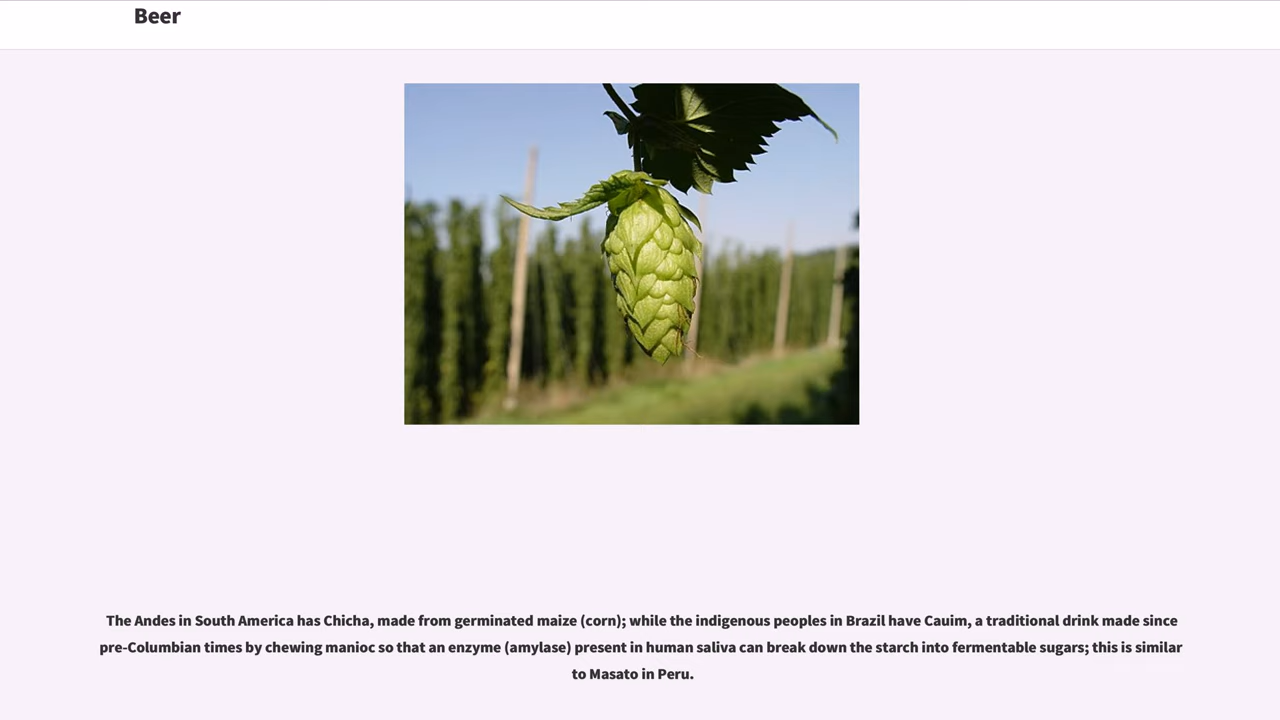 Beer
The Andes in South America has Chicha, made from germinated maize (corn); while the indigenous peoples in Brazil have Cauim, a traditional drink made since
pre-Columbian times by chewing manioc so that an enzyme (amylase) present in human saliva can break down the starch into fermentable sugars; this is similar
to Masato in Peru.